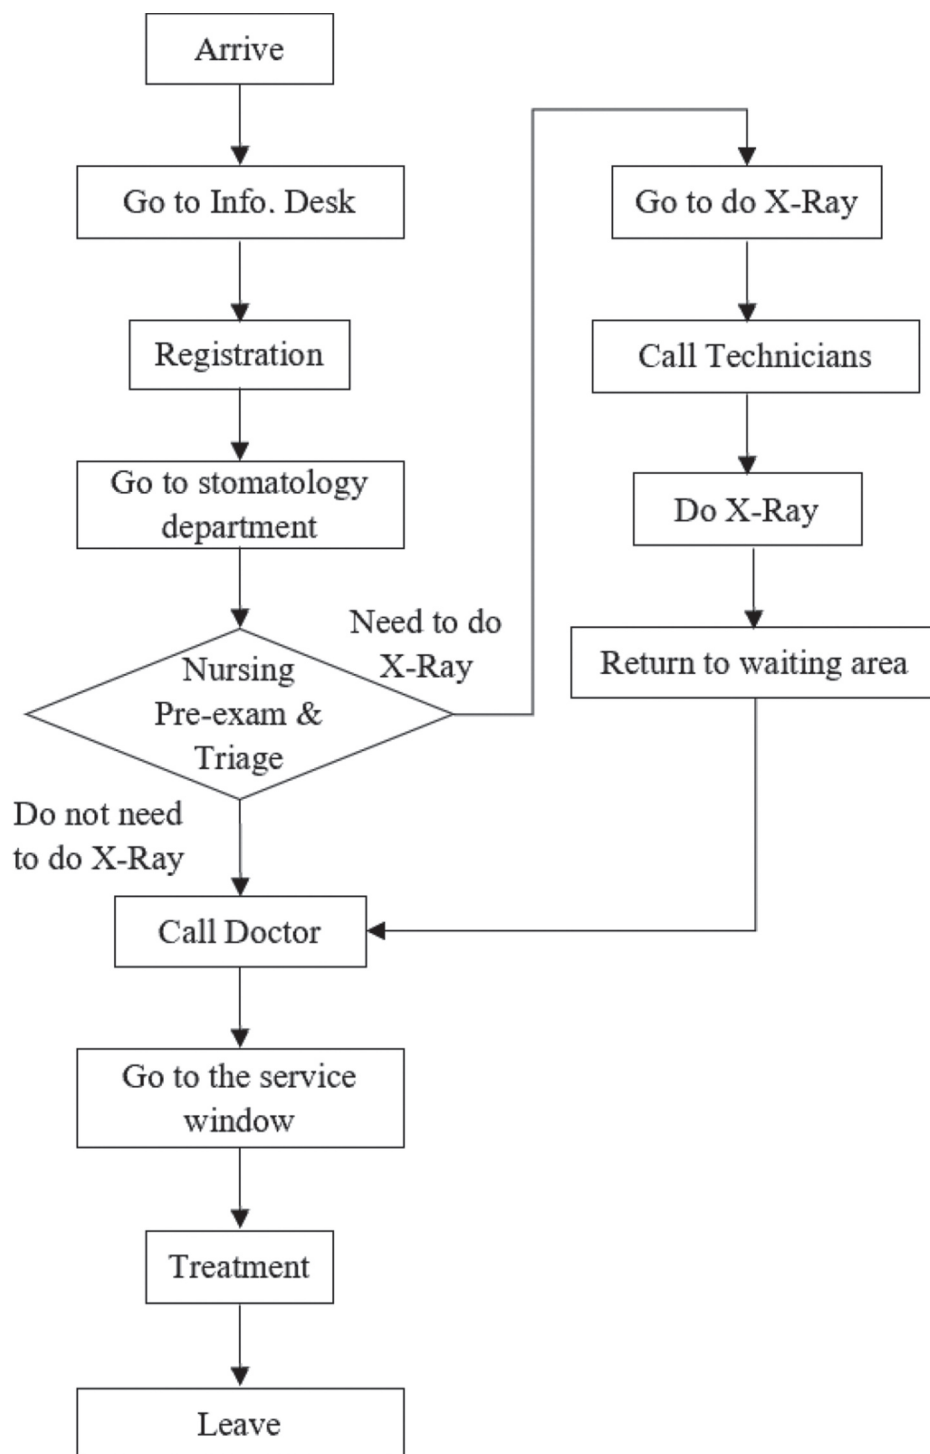 Arrive
Go to Info. Desk
Registration
Go to stomatology
department
Nursing
Pre-exam &
Triage
Need to do
X-Ray
Go to do X-Ray
Call Technicians
Do X-Ray
Return to waiting area
Do not need
to do X-Ray
Call Doctor
Go to the service
window
Treatment
Leave